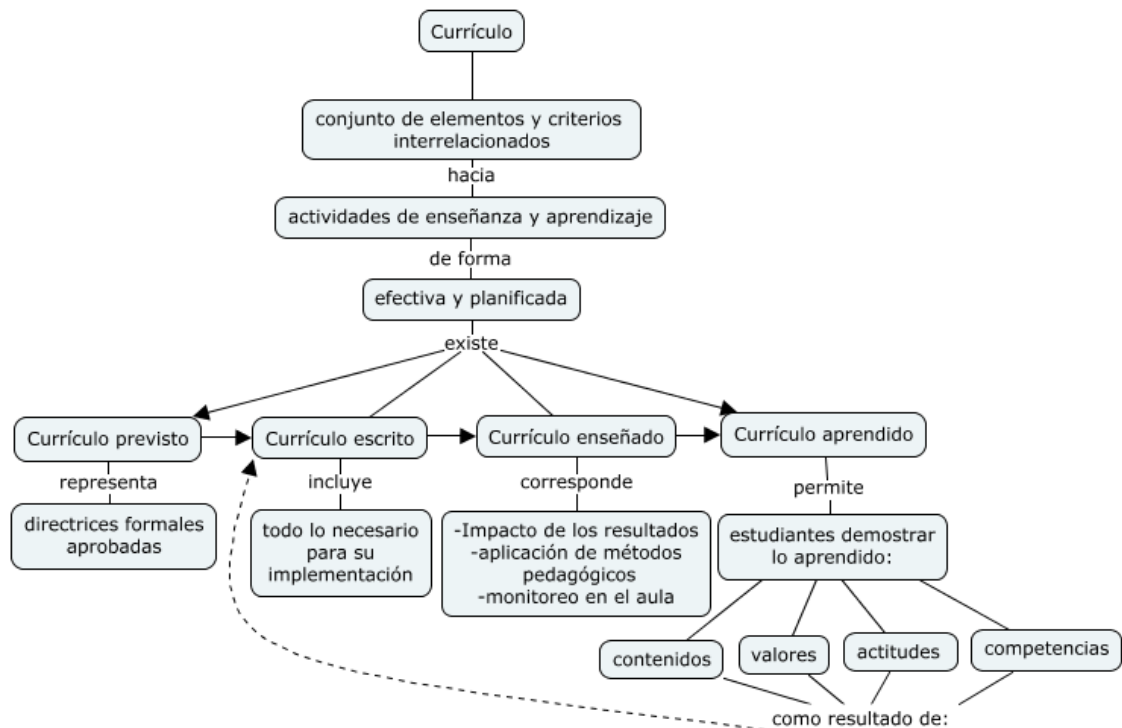 Currículo
conjunto de elementos y criterios
interrelacionados
hacia
actividades de enseñanza y aprendizaje
de forma
efectiva y planificada
existe
Currículo previsto
Currículo escrito
Currículo enseñado
Currículo aprendido
representa
incluye
corresponde
permite
directrices formales
aprobadas
todo lo necesario
para su
implementación
-Impacto de los resultados
-aplicación de métodos
pedagógicos
-monitoreo en el aula
estudiantes demostrar
lo aprendido:
contenidos
valores
actitudes
competencias
como resultado de: